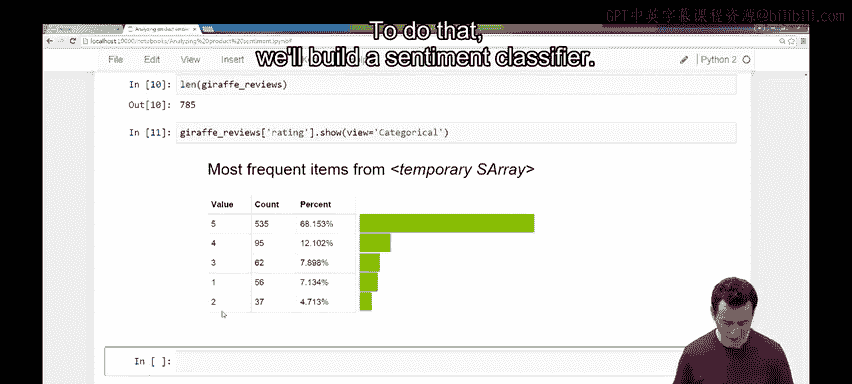 GPT中英字幕课程资源@bilibili.com
To do that,
we'll build a sentiment classifier.
File Edit View Insert Python 2
In [10]: len(giraffe_reviews)
Out[10]: 785
In [11]: giraffe_reviews['rating'].show(view='Categorical')
Most frequent items from <temporary SArray>
Value Count Percent
5 535 68.153%
4 95 12.102%
3 62 7.898%
1 56 7.134%
2 37 4.713%
In [ ]: